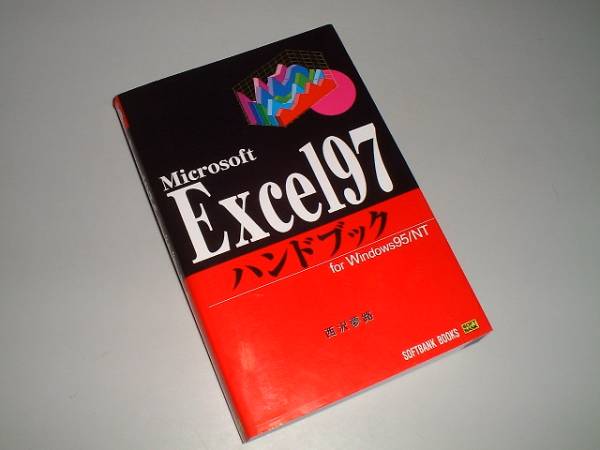 Microsoft
Excel97
ハンドブック
for Windows95/NT
西沢夢路
SOFTBANK BOOKS